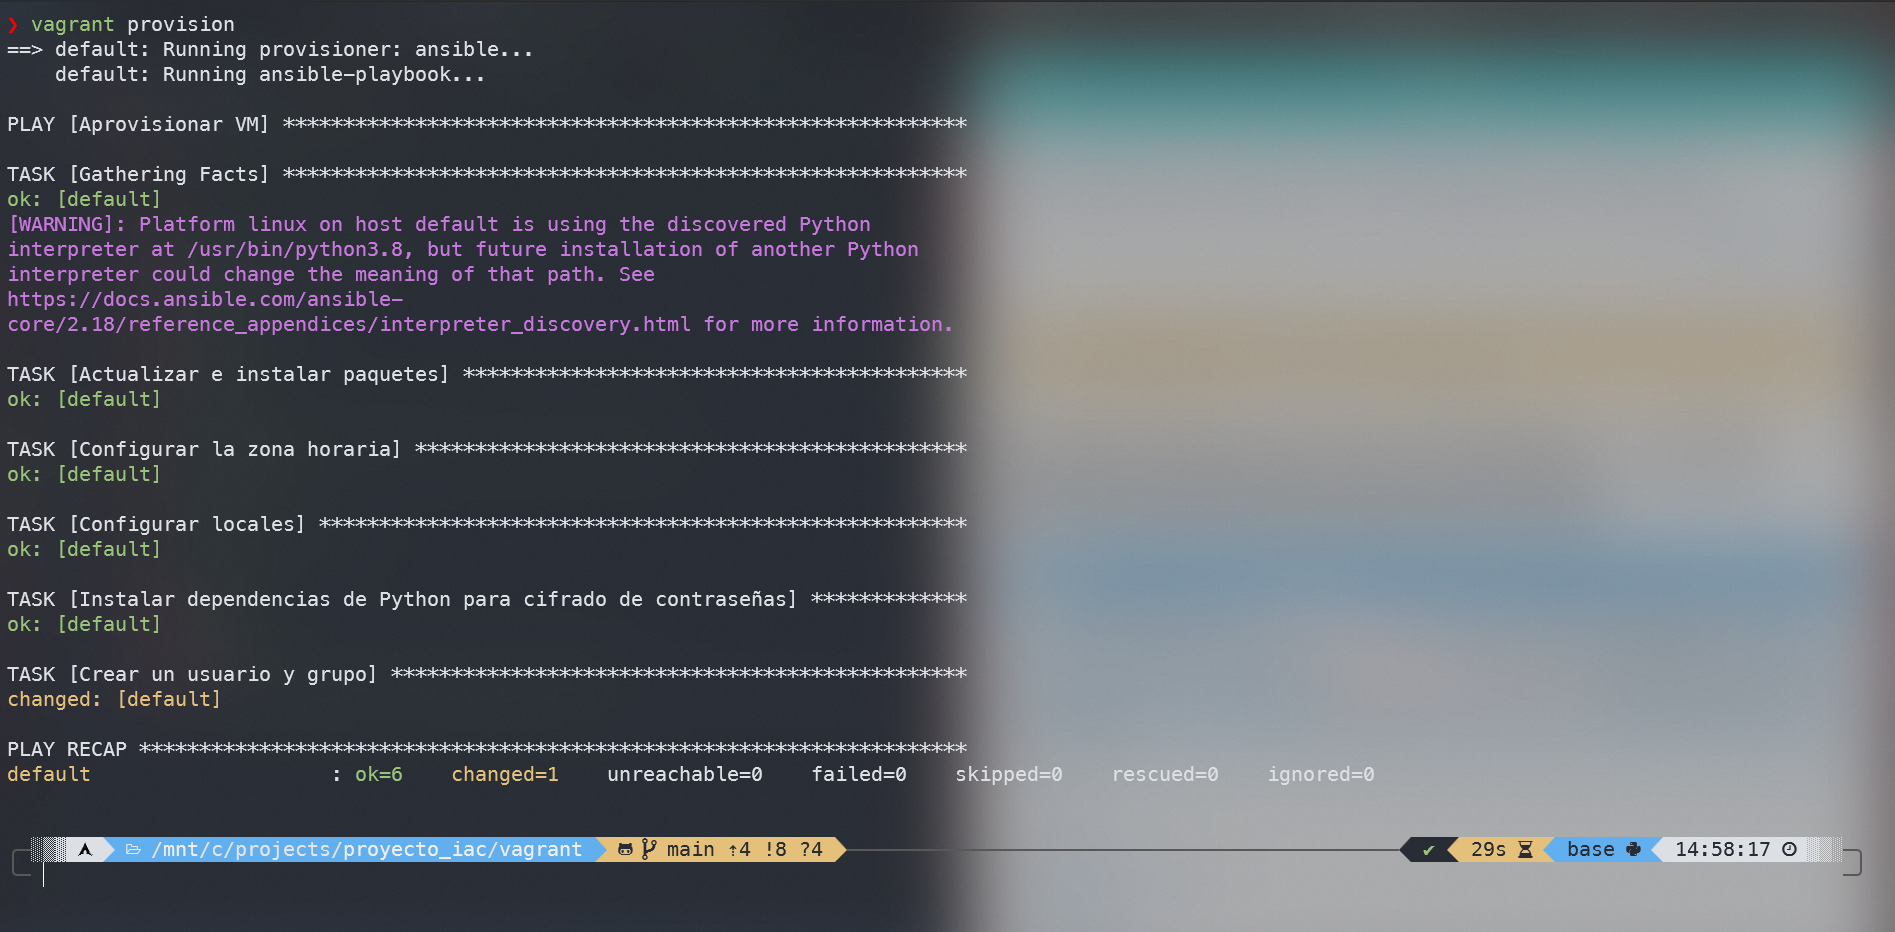 ❯ vagrant provision
==> default: Running provisioner: ansible...
    default: Running ansible-playbook...

PLAY [Aprovisionar VM] *********************************************************

TASK [Gathering Facts] *********************************************************
ok: [default]
[WARNING]: Platform linux on host default is using the discovered Python
interpreter at /usr/bin/python3.8, but future installation of another Python
interpreter could change the meaning of that path. See
https://docs.ansible.com/ansible-
core/2.18/reference_appendices/interpreter_discovery.html for more information.

TASK [Actualizar e instalar paquetes] ******************************************
ok: [default]

TASK [Configurar la zona horaria] **********************************************
ok: [default]

TASK [Configurar locales] ******************************************************
ok: [default]

TASK [Instalar dependencias de Python para cifrado de contraseñas] *************
ok: [default]

TASK [Crear un usuario y grupo] ************************************************
changed: [default]

PLAY RECAP *********************************************************************
default                    : ok=6    changed=1    unreachable=0    failed=0    skipped=0    rescued=0    ignored=0

/mnt/c/projects/proyecto_iac/vagrant main ⇡4 !8 ?4 ✔ 29s base 14:58:17